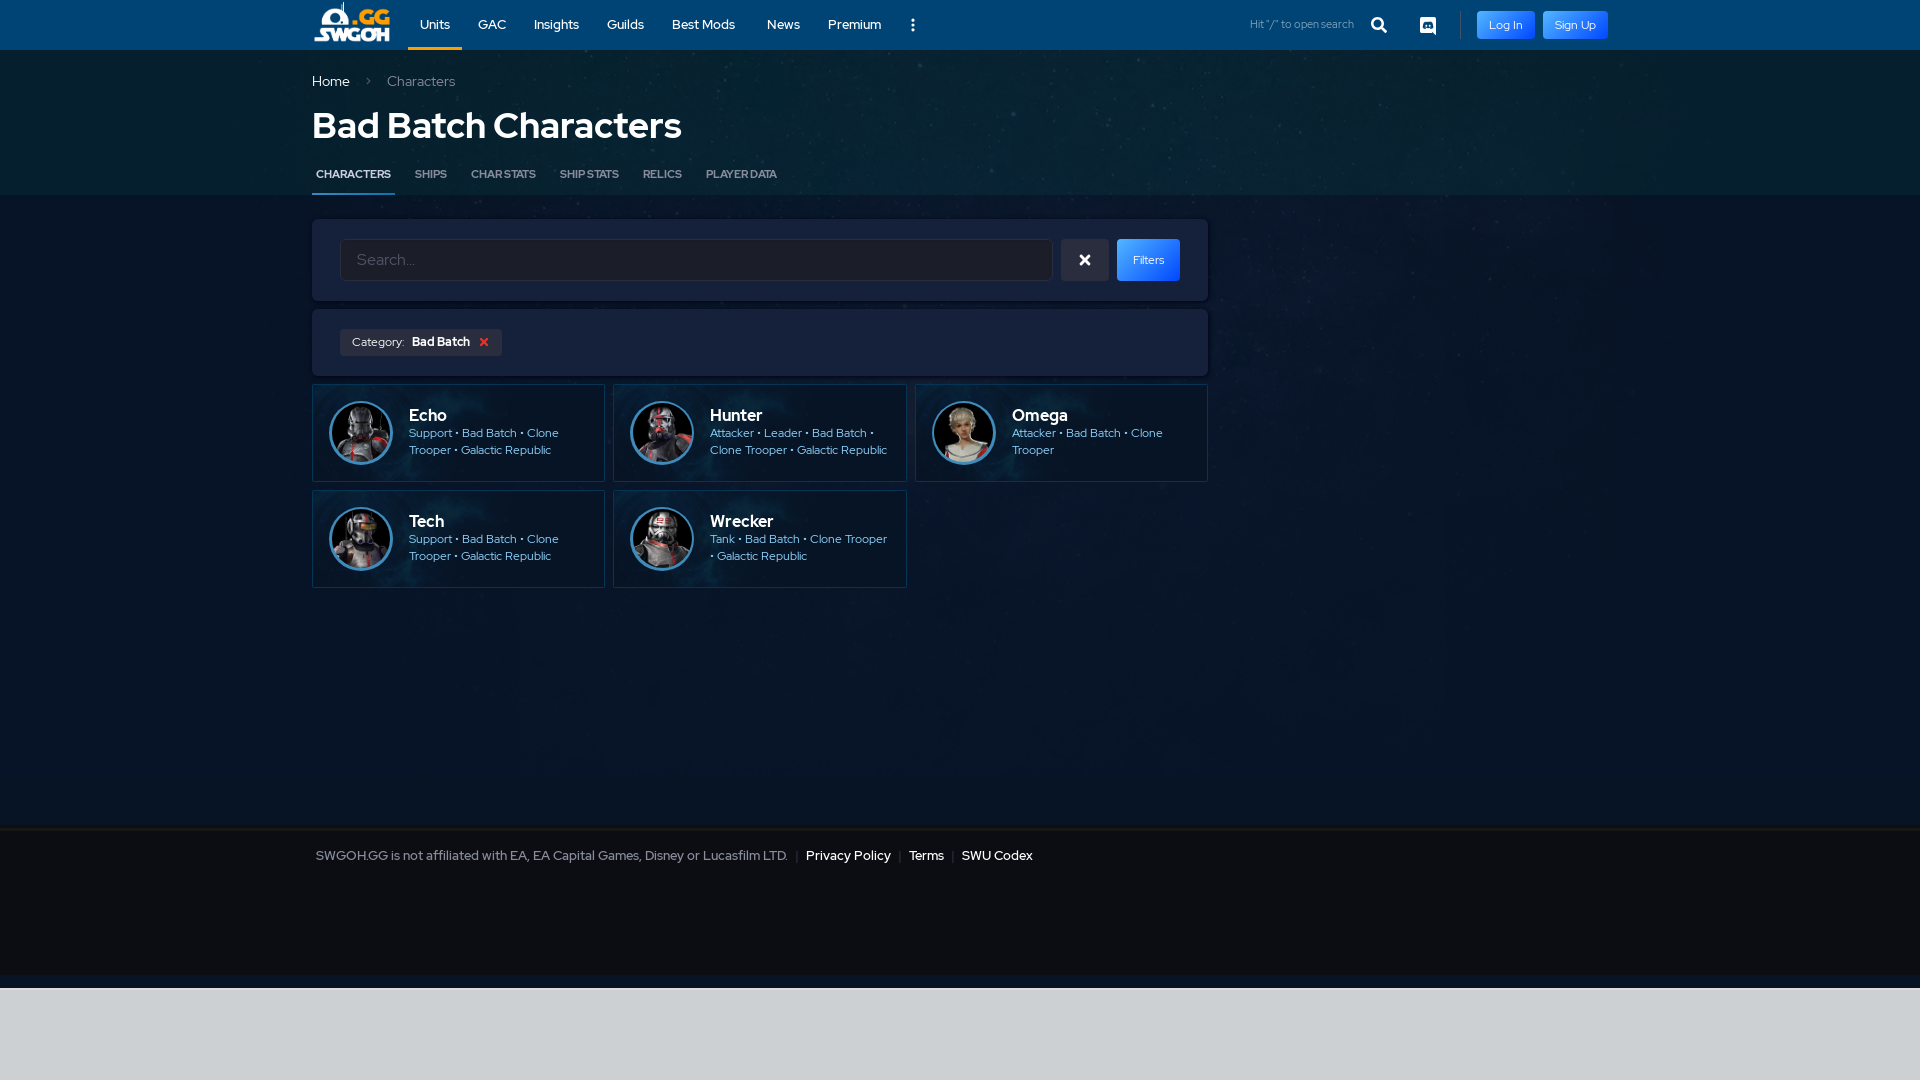 .GG
SWGOH
Units
GAC
Insights
Guilds
Best Mods
News
Premium
Hit "/" to open search
Log In
Sign Up
Home
Characters
Bad Batch Characters
CHARACTERS
SHIPS
CHAR STATS
SHIP STATS
RELICS
PLAYER DATA
Search...
Filters
Category: Bad Batch
Echo
Support • Bad Batch • Clone
Trooper • Galactic Republic
Hunter
Attacker • Leader • Bad Batch •
Clone Trooper • Galactic Republic
Omega
Attacker • Bad Batch • Clone
Trooper
Tech
Support • Bad Batch • Clone
Trooper • Galactic Republic
Wrecker
Tank • Bad Batch • Clone Trooper
• Galactic Republic
SWGOH.GG is not affiliated with EA, EA Capital Games, Disney or Lucasfilm LTD. | Privacy Policy | Terms | SWU Codex